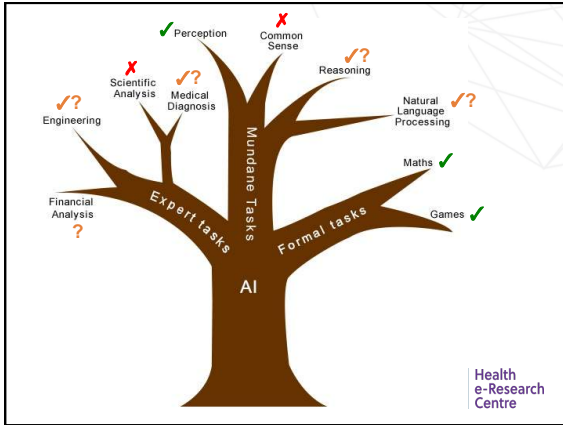 ✓ Perception
✗
Common
Sense
✓?
Reasoning
✗
Scientific
Analysis
✓?
Medical
Diagnosis
✓?
Engineering
Natural
Language ✓?
Processing
Maths ✓
Games ✓
Financial
Analysis
?
Expert tasks
Mundane Tasks
Formal tasks
AI
Health
e-Research
Centre